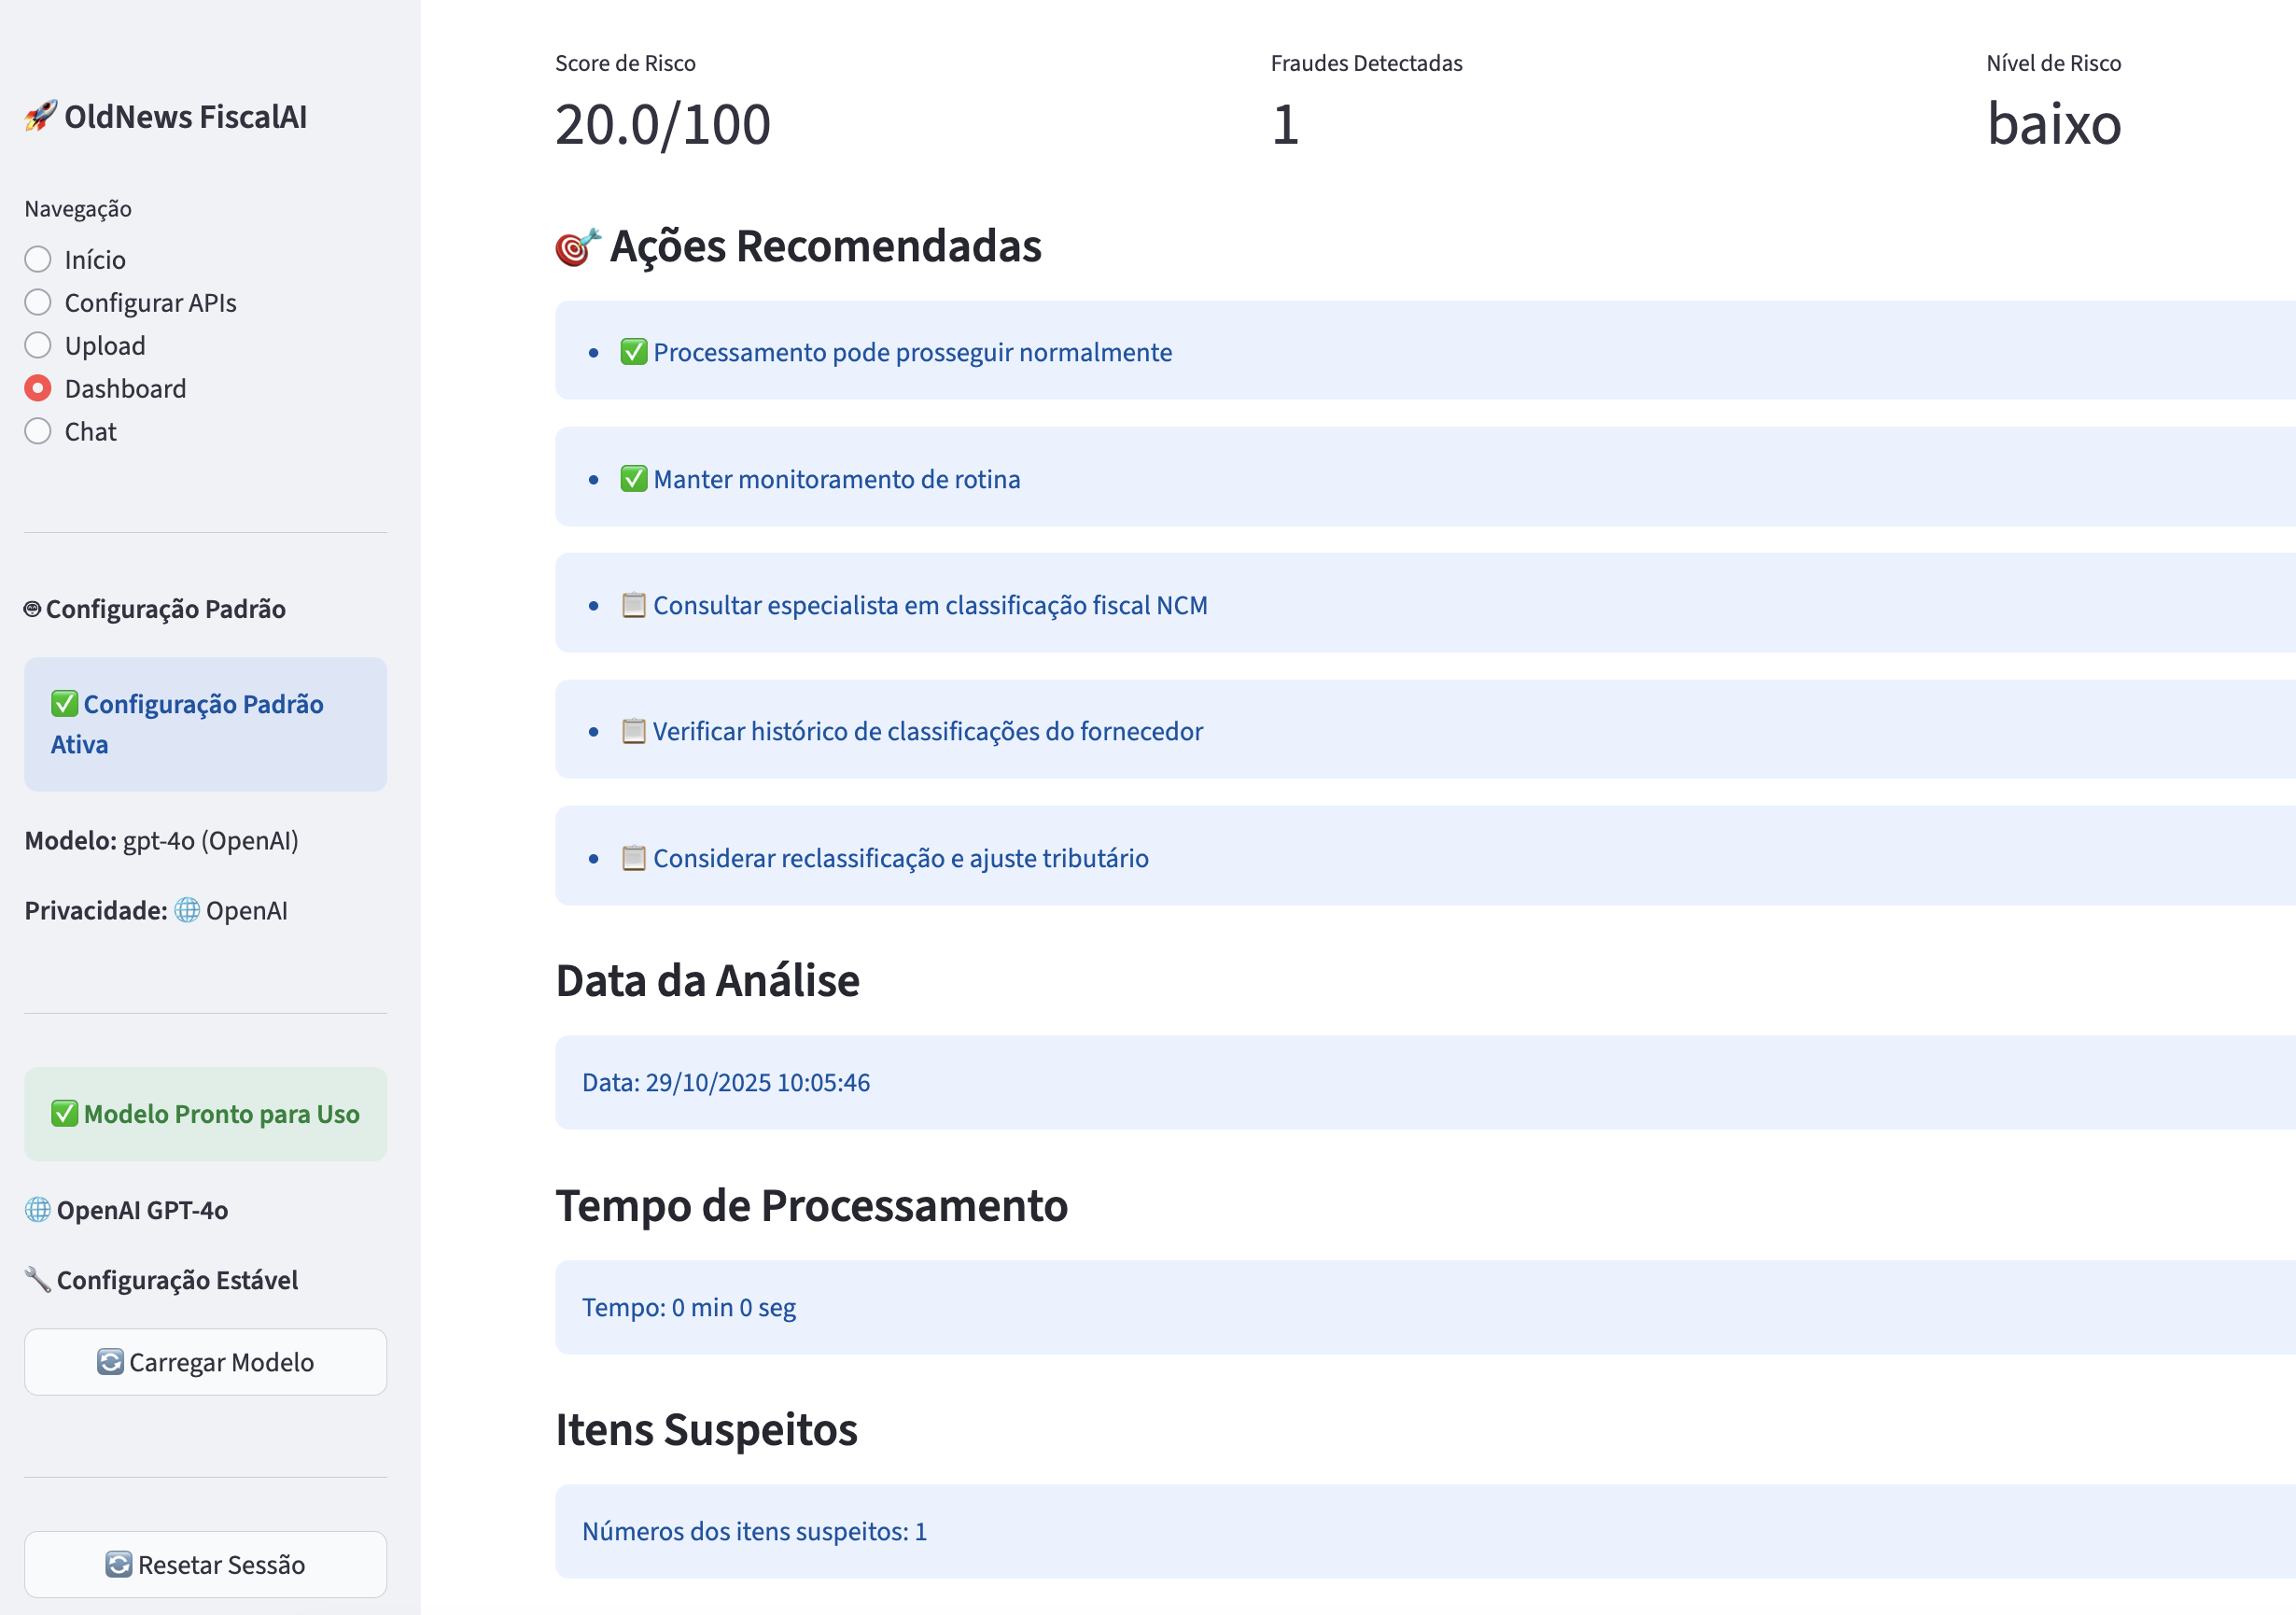 🚀 OldNews FiscalAI
Navegação
Início
Configurar APIs
Upload
Dashboard
Chat
Configuração Padrão
✅ Configuração Padrão
Ativa
Modelo: gpt-4o (OpenAI)
Privacidade: 🌐 OpenAI
✅ Modelo Pronto para Uso
🌐 OpenAI GPT-4o
🔧 Configuração Estável
🔄 Carregar Modelo
🔄 Resetar Sessão
Score de Risco
20.0/100
Fraudes Detectadas
1
Nível de Risco
baixo
🎯 Ações Recomendadas
• ✅ Processamento pode prosseguir normalmente
• ✅ Manter monitoramento de rotina
• 📋 Consultar especialista em classificação fiscal NCM
• 📋 Verificar histórico de classificações do fornecedor
• 📋 Considerar reclassificação e ajuste tributário
Data da Análise
Data: 29/10/2025 10:05:46
Tempo de Processamento
Tempo: 0 min 0 seg
Itens Suspeitos
Números dos itens suspeitos: 1